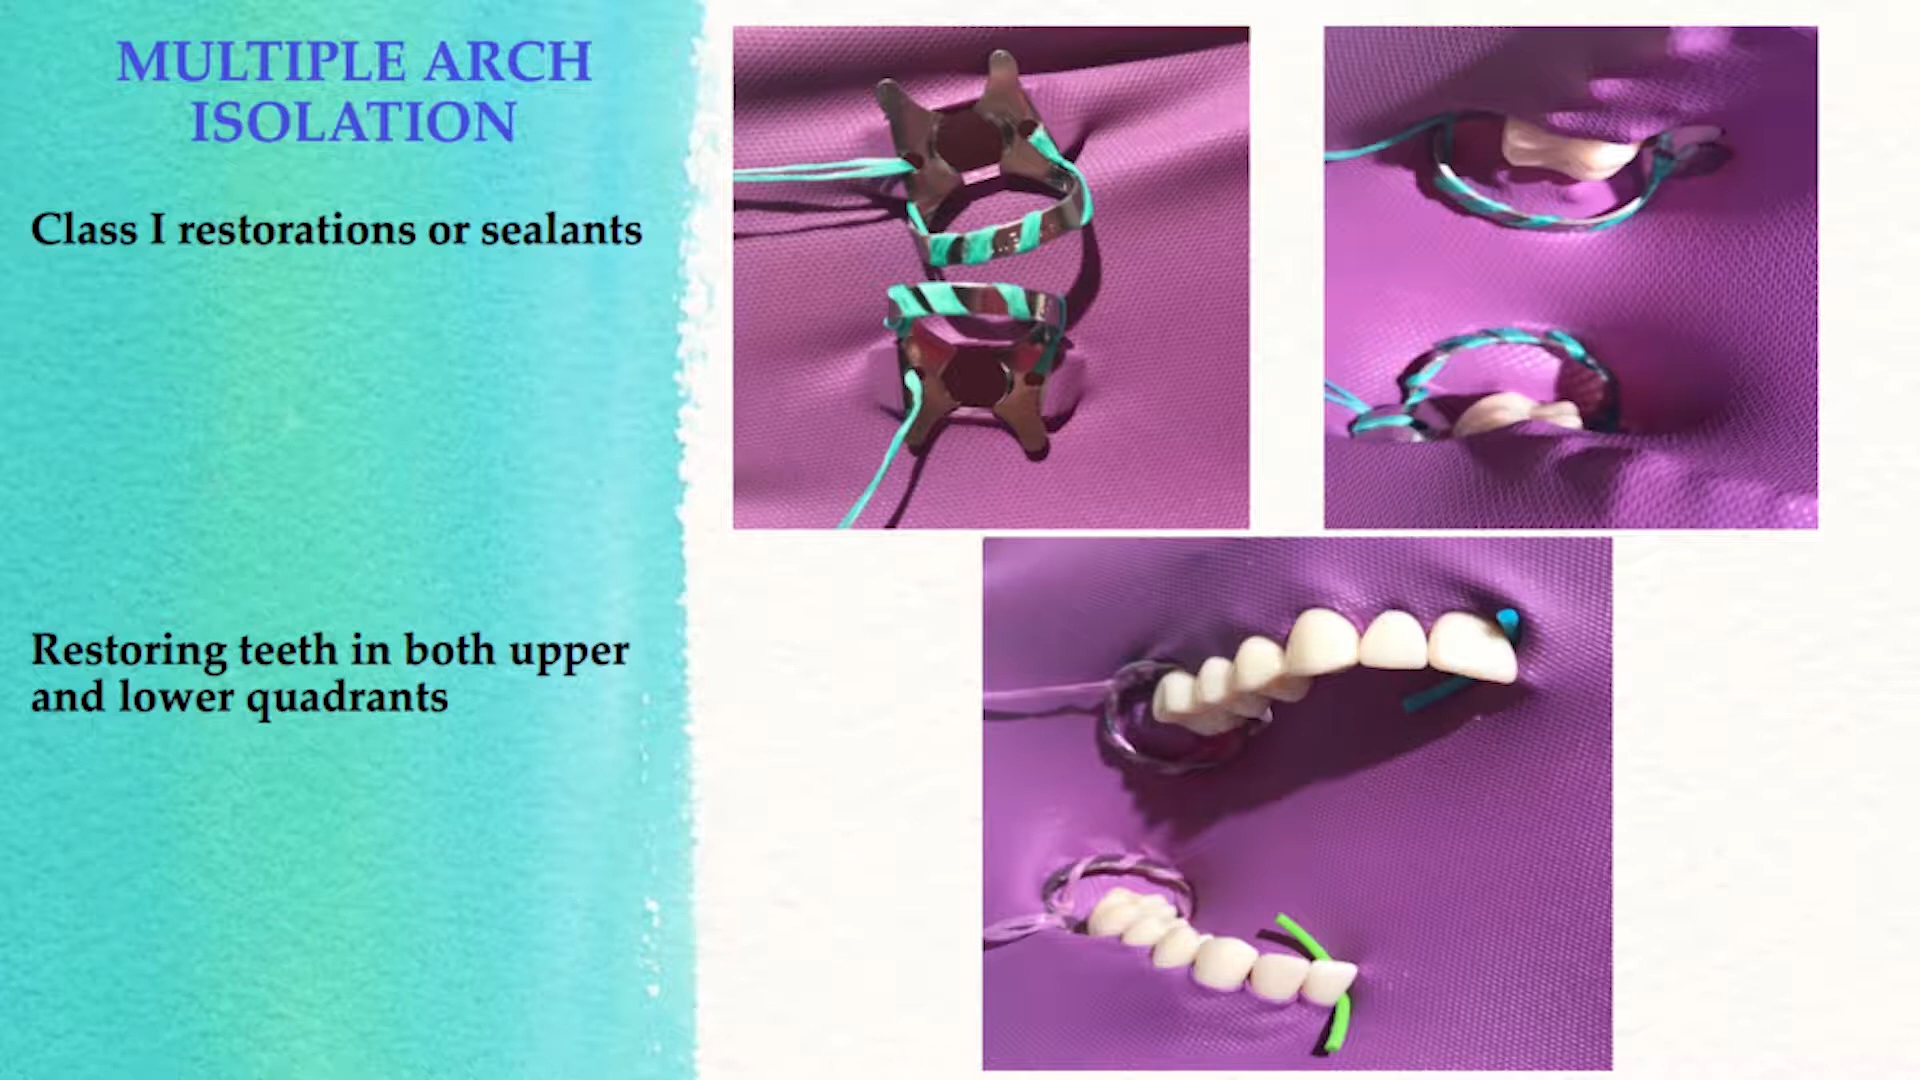 MULTIPLE ARCH
ISOLATION
Class I restorations or sealants
Restoring teeth in both upper
and lower quadrants